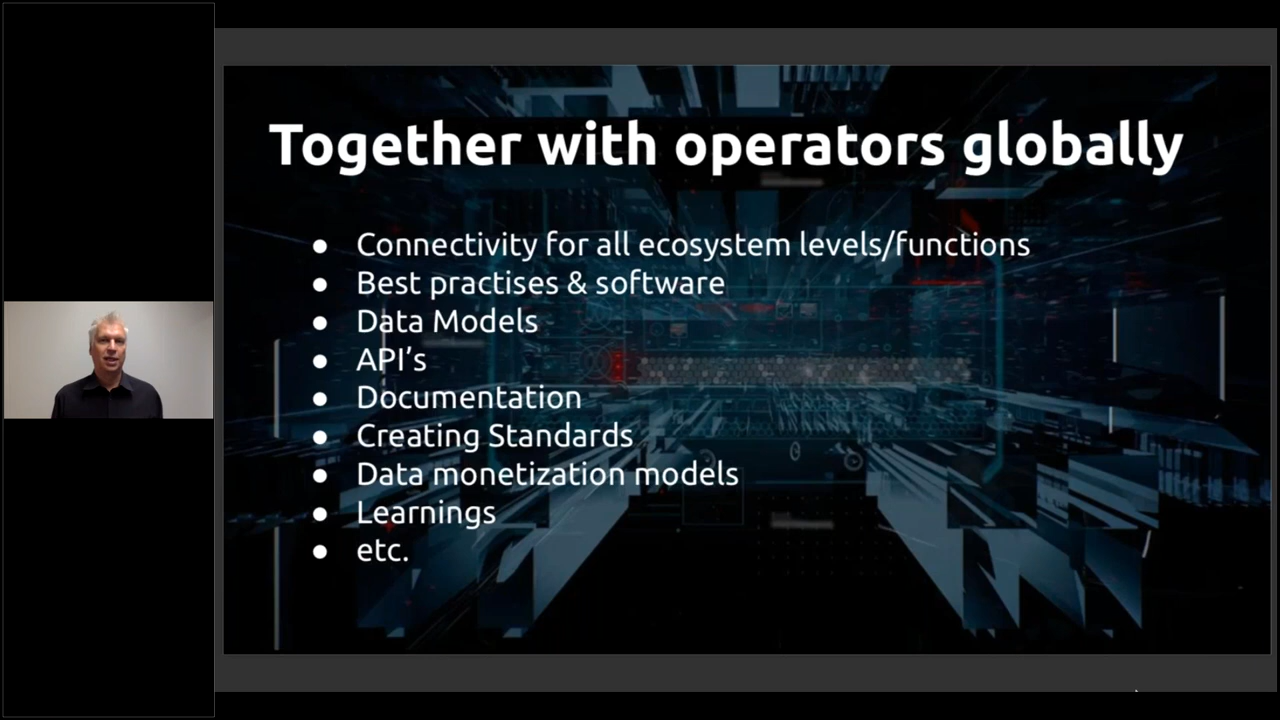 Together with operators globally
● Connectivity for all ecosystem levels/functions
● Best practises & software
● Data Models
● API’s
● Documentation
● Creating Standards
● Data monetization models
● Learnings
● etc.